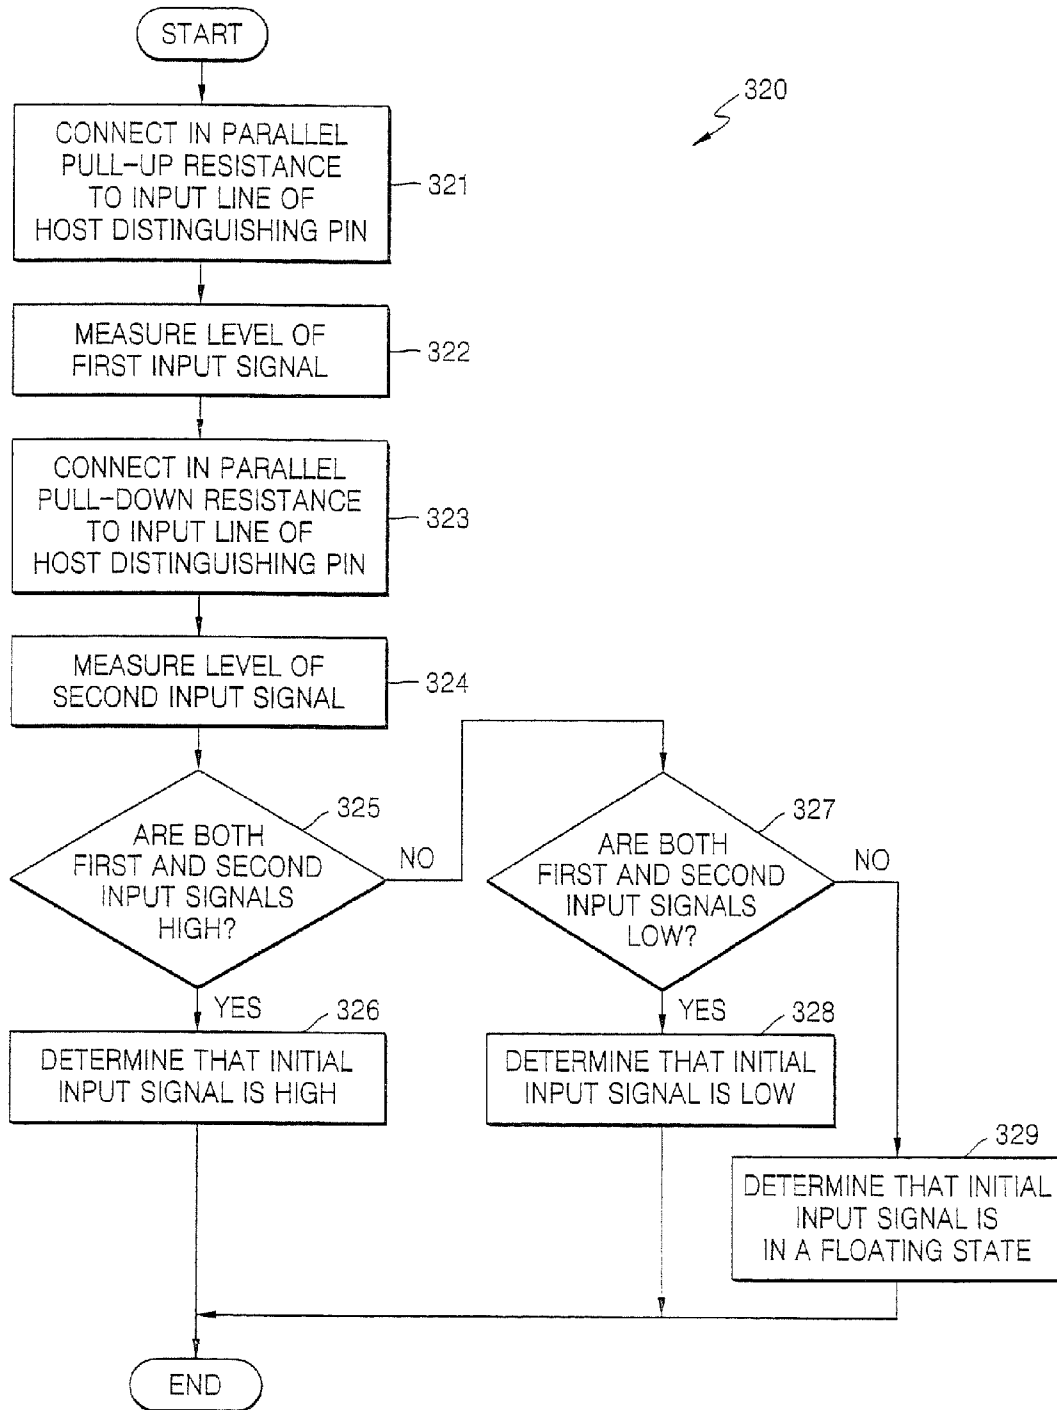 START
320
CONNECT IN PARALLEL
PULL-UP RESISTANCE
TO INPUT LINE OF
HOST DISTINGUISHING PIN
321
MEASURE LEVEL OF
FIRST INPUT SIGNAL
322
CONNECT IN PARALLEL
PULL-DOWN RESISTANCE
TO INPUT LINE OF
HOST DISTINGUISHING PIN
323
MEASURE LEVEL OF
SECOND INPUT SIGNAL
324
325
ARE BOTH
FIRST AND SECOND
INPUT SIGNALS
HIGH?
NO
YES
327
ARE BOTH
FIRST AND SECOND
INPUT SIGNALS
LOW?
NO
YES
326
DETERMINE THAT INITIAL
INPUT SIGNAL IS HIGH
328
DETERMINE THAT INITIAL
INPUT SIGNAL IS LOW
329
DETERMINE THAT INITIAL
INPUT SIGNAL IS
IN A FLOATING STATE
END